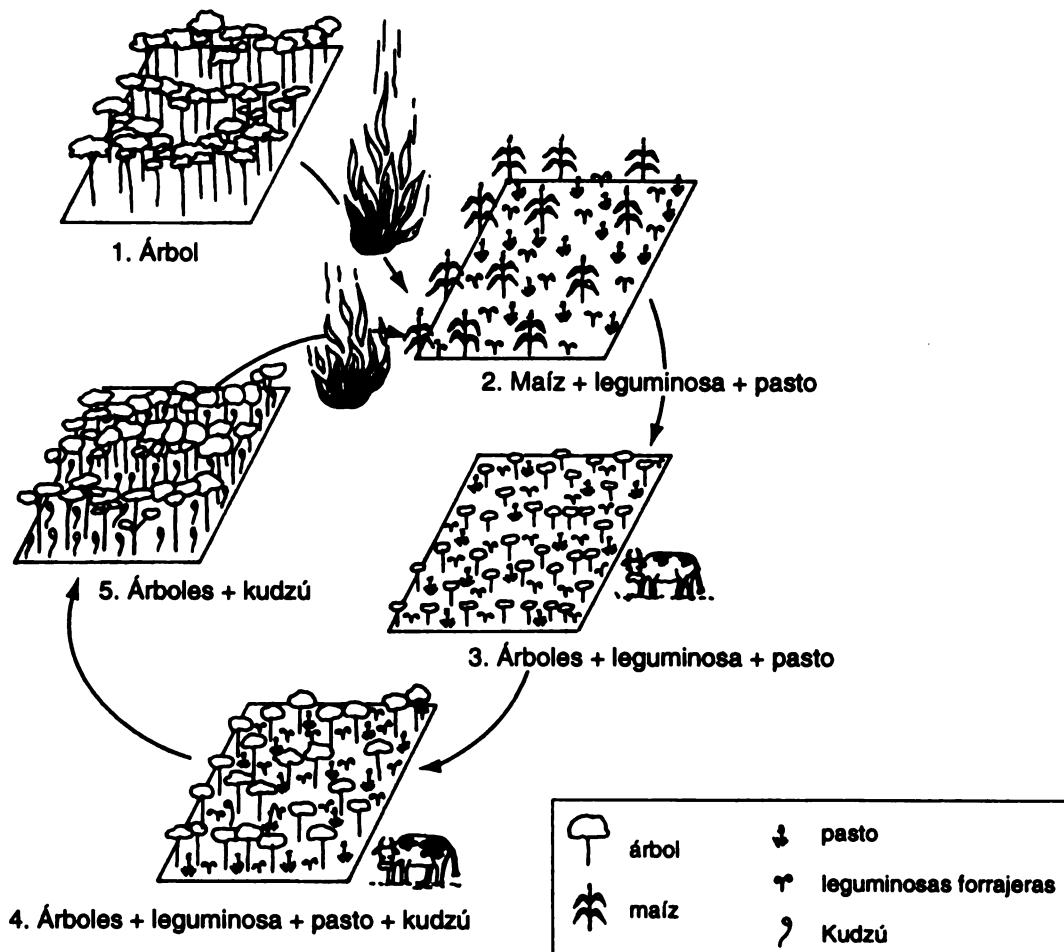 1. Árbol
2. Maíz + leguminosa + pasto
3. Árboles + leguminosa + pasto
4. Árboles + leguminosa + pasto + kudzú
5. Árboles + kudzú
árbol
maíz
pasto
leguminosas forrajeras
Kudzú